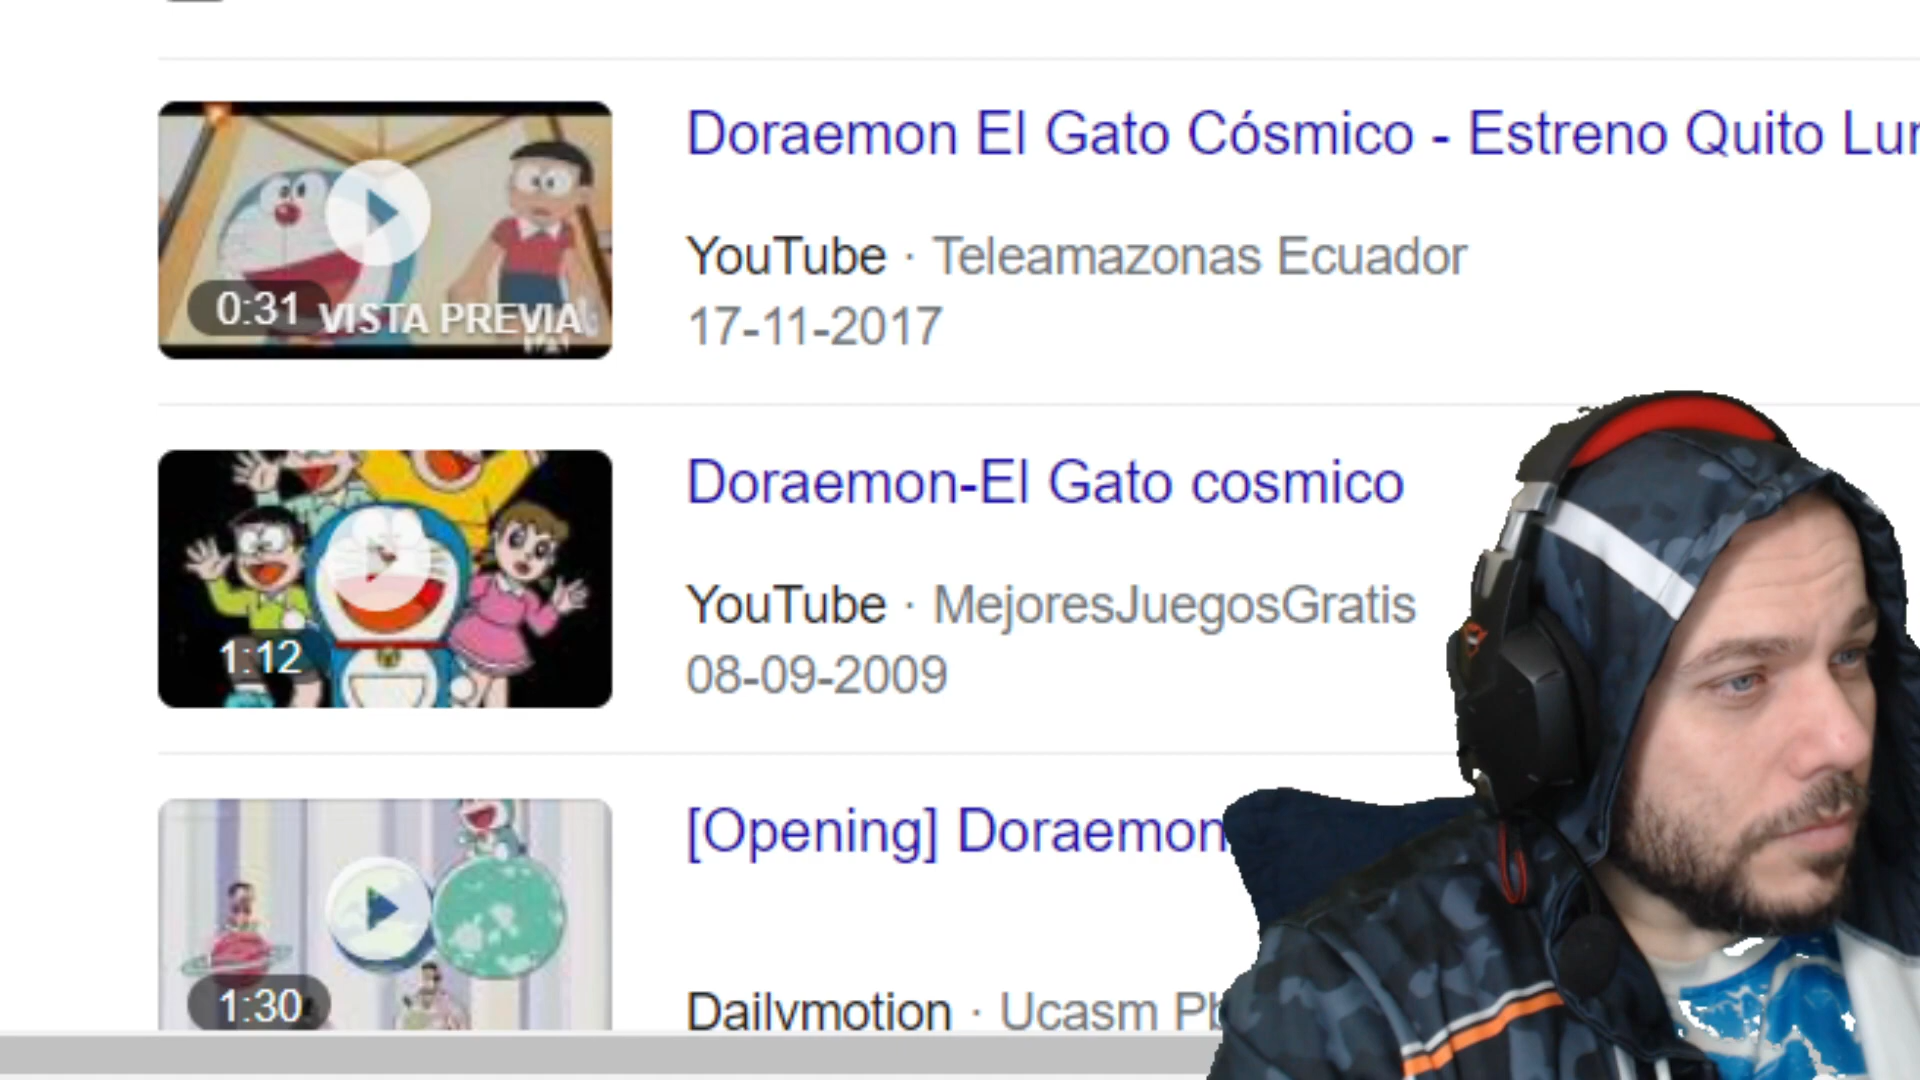 Doraemon El Gato Cósmico - Estreno Quito
YouTube · Teleamazonas Ecuador
0:31 VISTA PREVIA
17-11-2017
Doraemon-El Gato cosmico
YouTube · MejoresJuegosGratis
1:12
08-09-2009
[Opening] Doraemon
1:30
Dailymotion · Ucasm